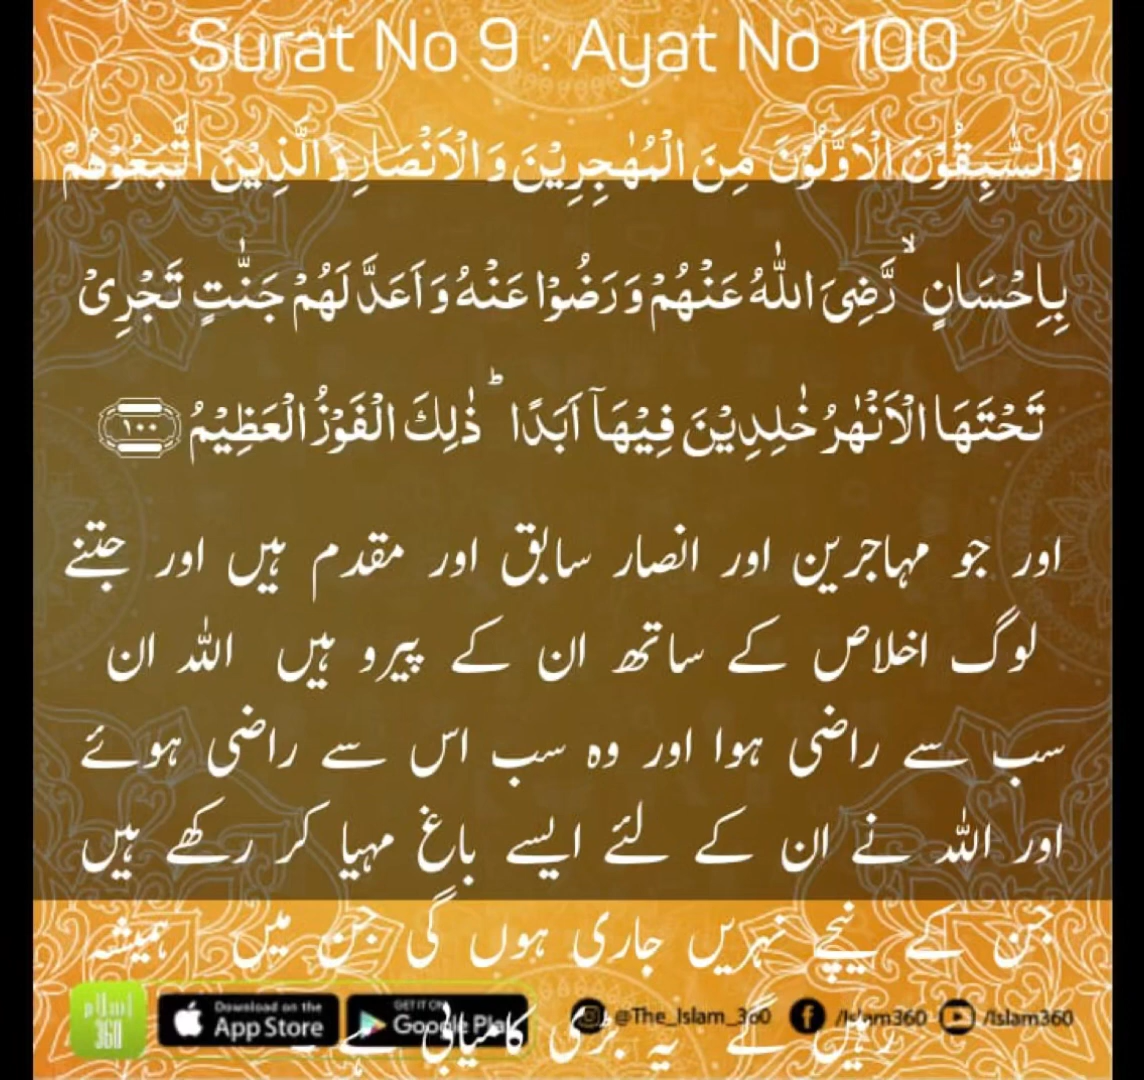 Surat No 9 : Ayat No 100
وَالسّٰبِقُوۡنَ الۡاَوَّلُوۡنَ مِنَ الۡمُهٰجِرِيۡنَ وَالۡاَنۡصَارِ وَالَّذِيۡنَ اتَّبَعُوۡهُمۡ
بِاِحۡسَانٍ ۙ رَّضِىَ اللّٰهُ عَنۡهُمۡ وَرَضُوۡا عَنۡهُ وَاَعَدَّ لَهُمۡ جَنّٰتٍ تَجۡرِىۡ
تَحۡتَهَا الۡاَنۡهٰرُ خٰلِدِيۡنَ فِيۡهَاۤ اَبَدًا ؕ ذٰلِكَ الۡفَوۡزُ الۡعَظِيۡمُ ﴿۱۰۰﴾
اور جو مہاجرین اور انصار سابق اور مقدم ہیں اور جتنے
لوگ اخلاص کے ساتھ ان کے پیرو ہیں اللہ ان
سب سے راضی ہوا اور وہ سب اس سے راضی ہوئے
اور اللہ نے ان کے لئے ایسے باغ مہیا کر رکھے ہیں
جن کے نیچے نہریں جاری ہوں گی جن میں ہمیشہ
رہیں گے یہ بڑی کامیابی ہے ۔
اسلام 360
Download on the App Store
GET IT ON Google Play
@The_Islam_360
/Islam360
/Islam360